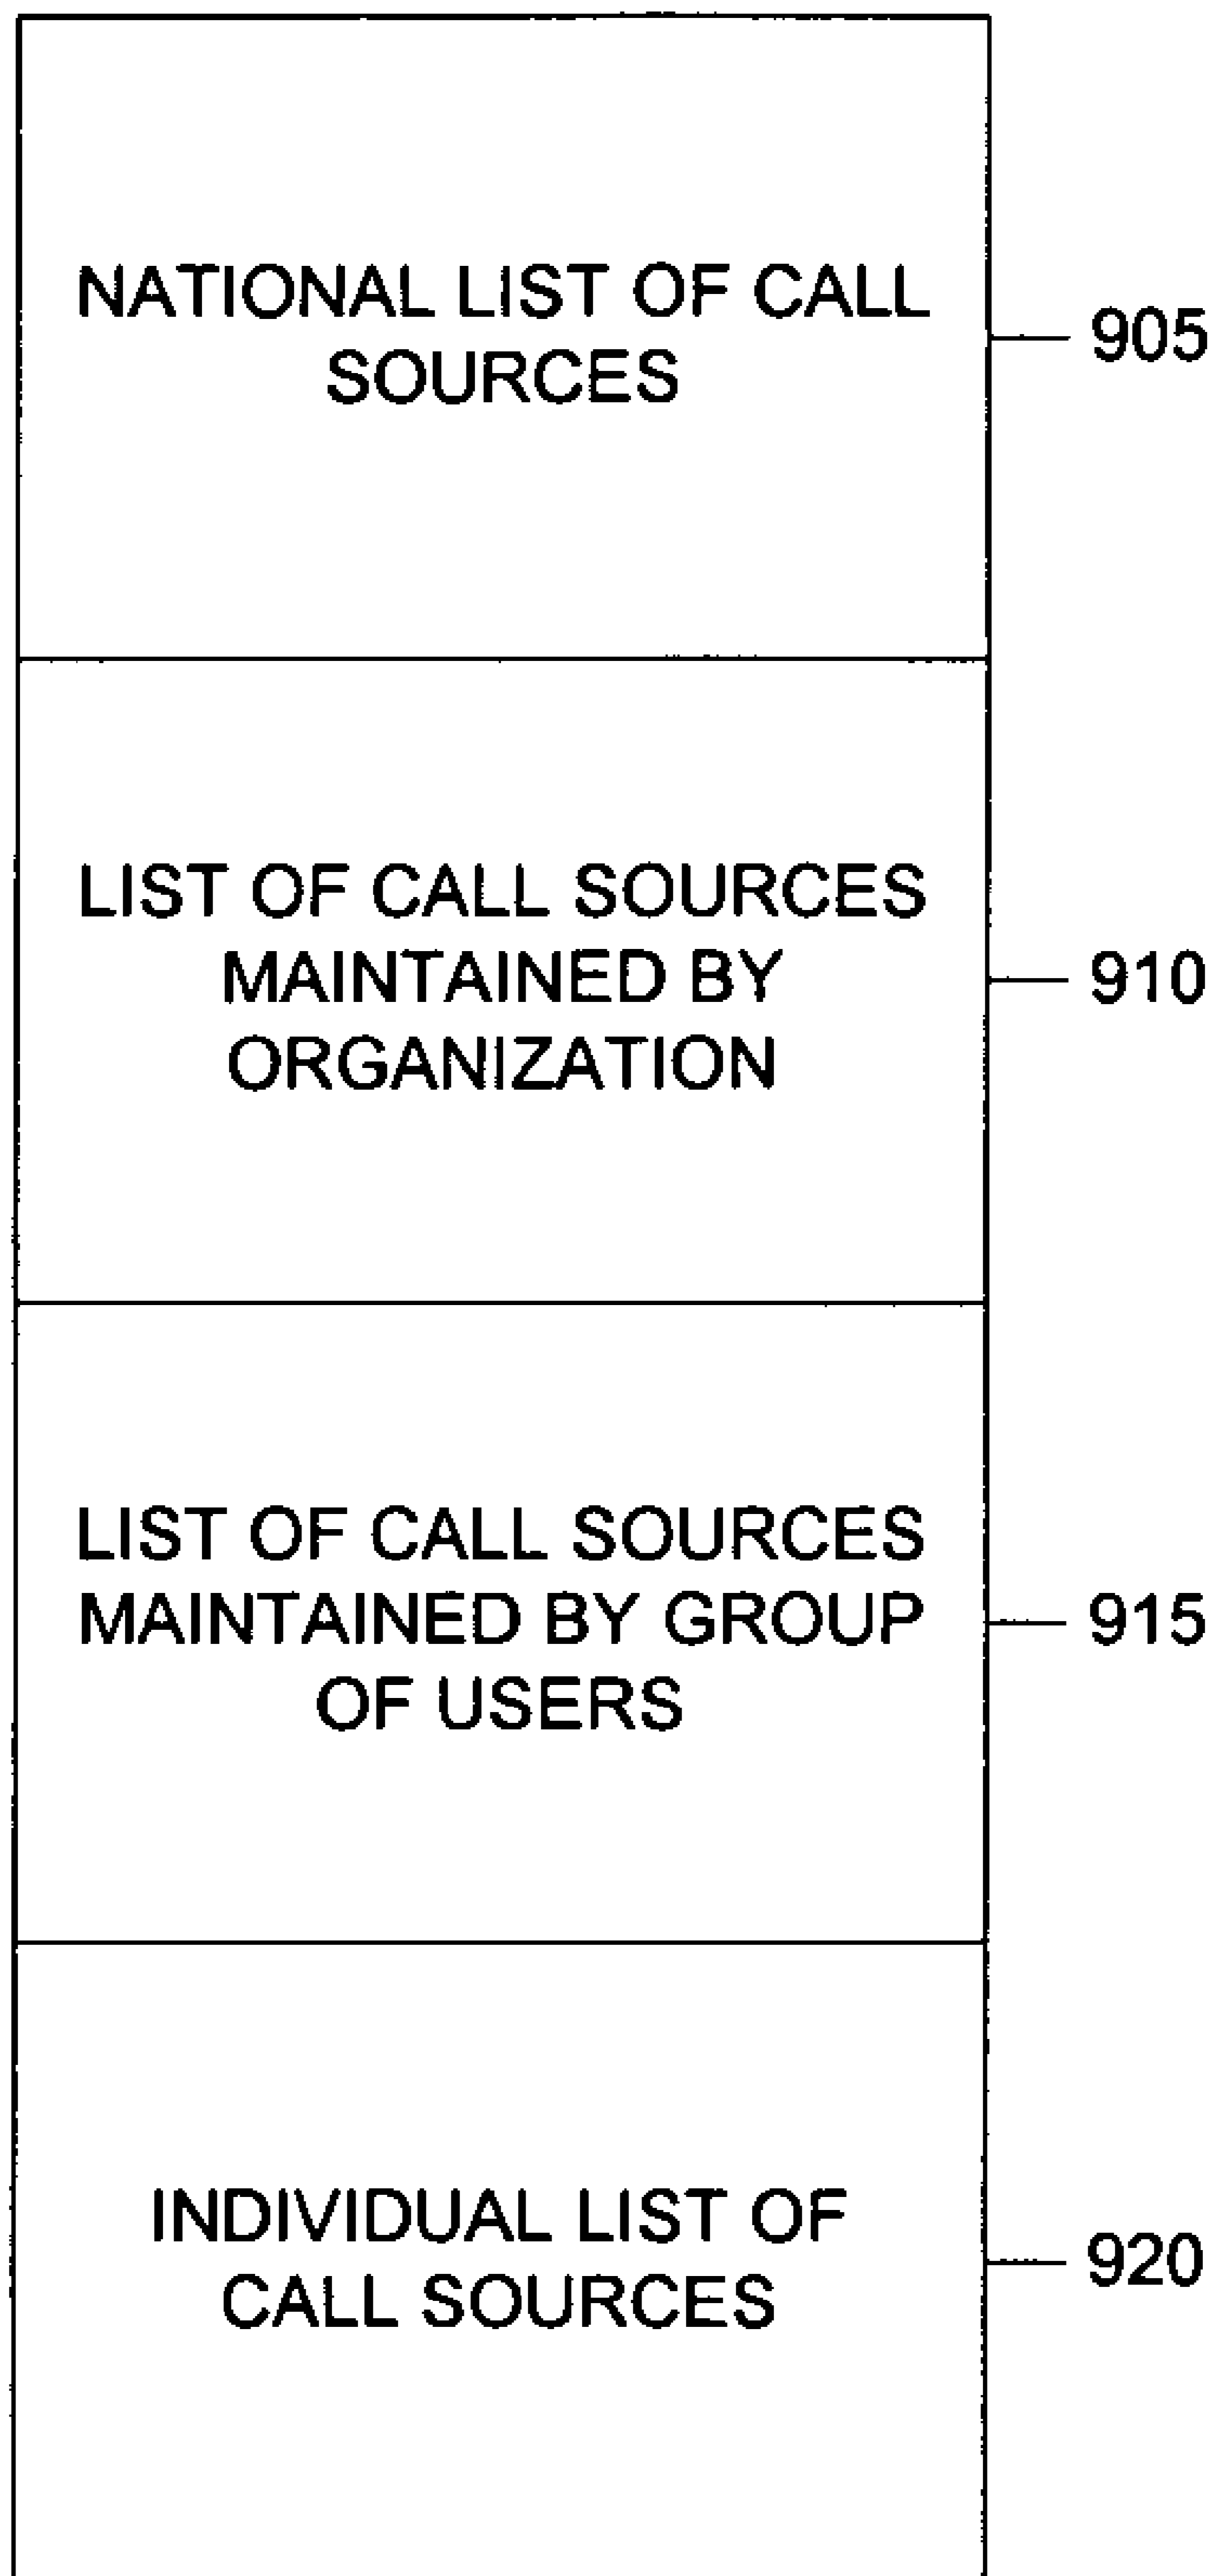 NATIONAL LIST OF CALL
SOURCES
905
LIST OF CALL SOURCES
MAINTAINED BY
ORGANIZATION
910
LIST OF CALL SOURCES
MAINTAINED BY GROUP
OF USERS
915
INDIVIDUAL LIST OF
CALL SOURCES
920